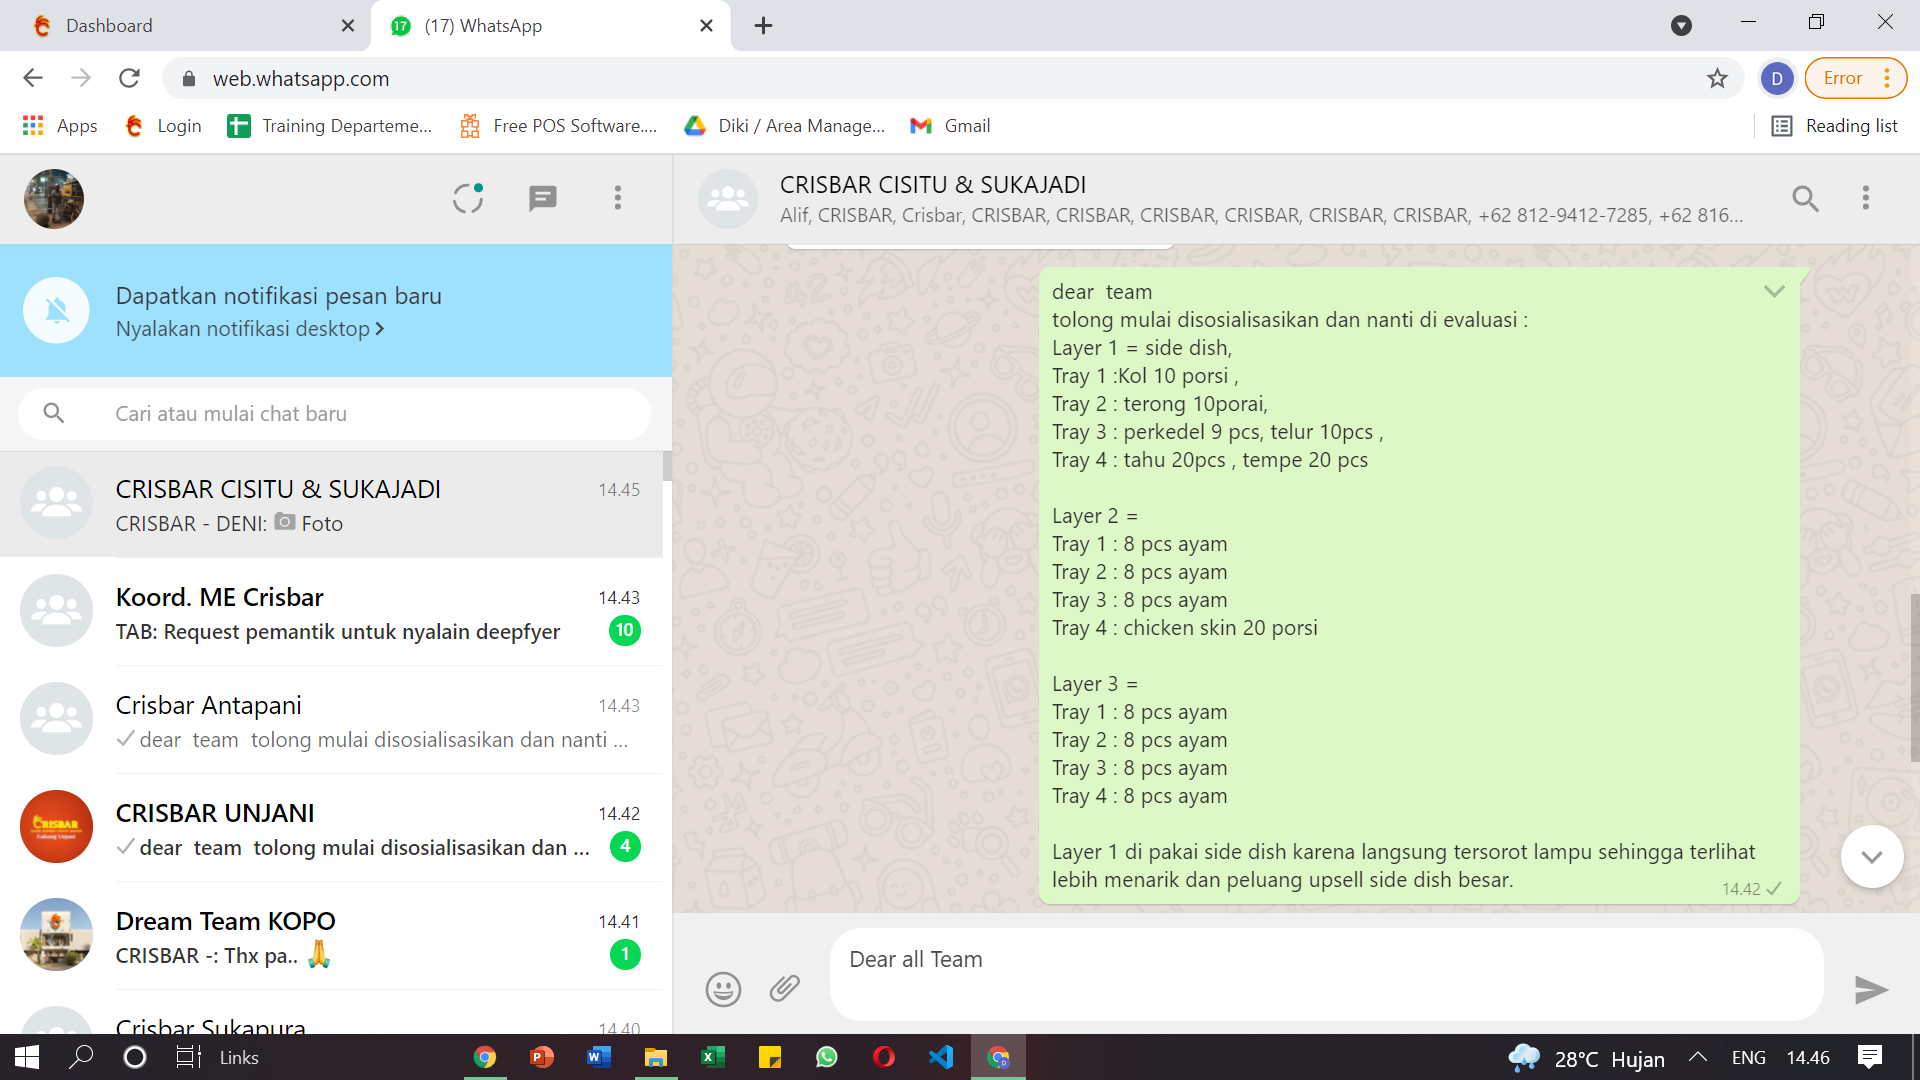 Dashboard
17
(17) WhatsApp
web.whatsapp.com
D
Error
Apps
Login
Training Departeme...
Free POS Software....
Diki / Area Manage...
Gmail
Reading list
CRISBAR CISITU & SUKAJADI
Alif, CRISBAR, Crisbar, CRISBAR, CRISBAR, CRISBAR, CRISBAR, CRISBAR, CRISBAR, +62 812-9412-7285, +62 816...
Dapatkan notifikasi pesan baru
Nyalakan notifikasi desktop
Cari atau mulai chat baru
CRISBAR CISITU & SUKAJADI
14.45
CRISBAR - DENI: Foto
Koord. ME Crisbar
14.43
TAB: Request pemantik untuk nyalain deepfyer
10
Crisbar Antapani
14.43
dear team tolong mulai disosialisasikan dan nanti ...
CRISBAR
CRISBAR UNJANI
14.42
dear team tolong mulai disosialisasikan dan ...
4
Dream Team KOPO
14.41
CRISBAR -: Thx pa.. 🙏
1
Crisbar Sukapura
14.40
dear team
tolong mulai disosialisasikan dan nanti di evaluasi :
Layer 1 = side dish,
Tray 1 :Kol 10 porsi ,
Tray 2 : terong 10porai,
Tray 3 : perkedel 9 pcs, telur 10pcs ,
Tray 4 : tahu 20pcs , tempe 20 pcs
Layer 2 =
Tray 1 : 8 pcs ayam
Tray 2 : 8 pcs ayam
Tray 3 : 8 pcs ayam
Tray 4 : chicken skin 20 porsi
Layer 3 =
Tray 1 : 8 pcs ayam
Tray 2 : 8 pcs ayam
Tray 3 : 8 pcs ayam
Tray 4 : 8 pcs ayam
Layer 1 di pakai side dish karena langsung tersorot lampu sehingga terlihat
lebih menarik dan peluang upsell side dish besar.
14.42
Dear all Team
Links
28°C Hujan
ENG
14.46